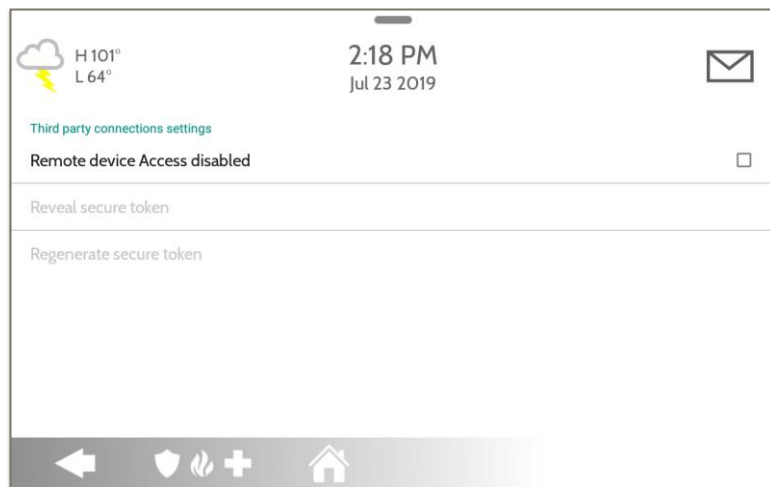 H 101°
L 64°
2:18 PM
Jul 23 2019
Third party connections settings
Remote device Access disabled
Reveal secure token
Regenerate secure token